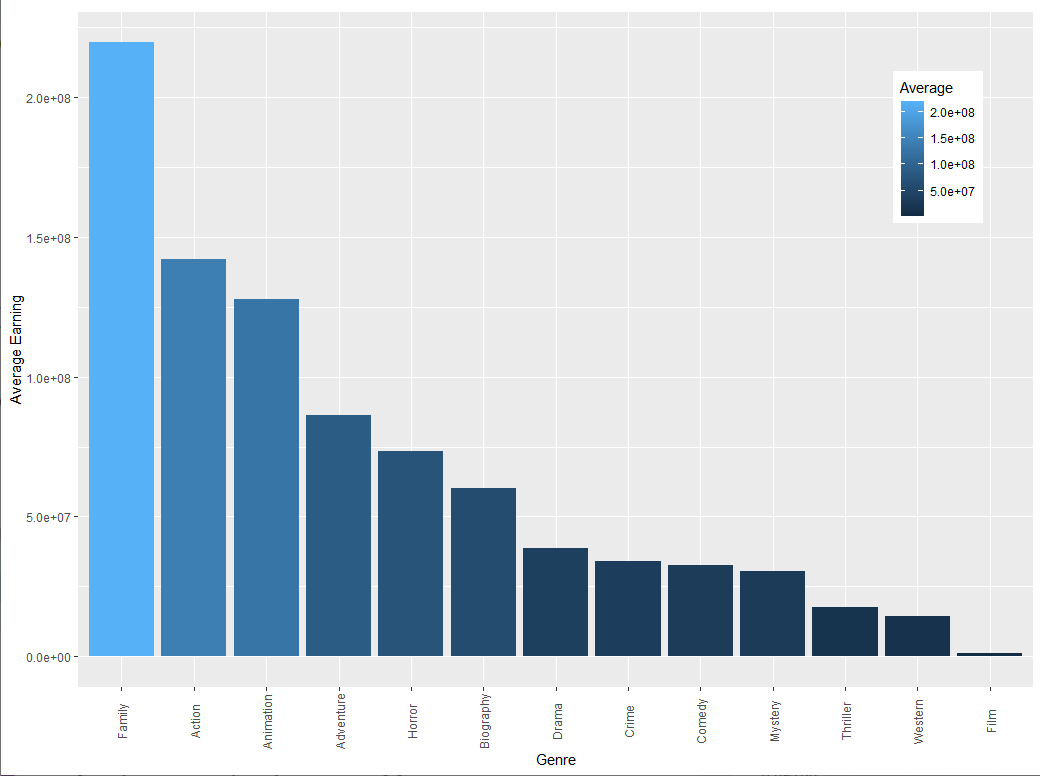 Average
2.0e+08
1.5e+08
1.0e+08
5.0e+07
2.0e+08
1.5e+08
1.0e+08
5.0e+07
0.0e+00
Average Earning
Family
Action
Animation
Adventure
Horror
Biography
Drama
Crime
Comedy
Mystery
Thriller
Western
Film
Genre